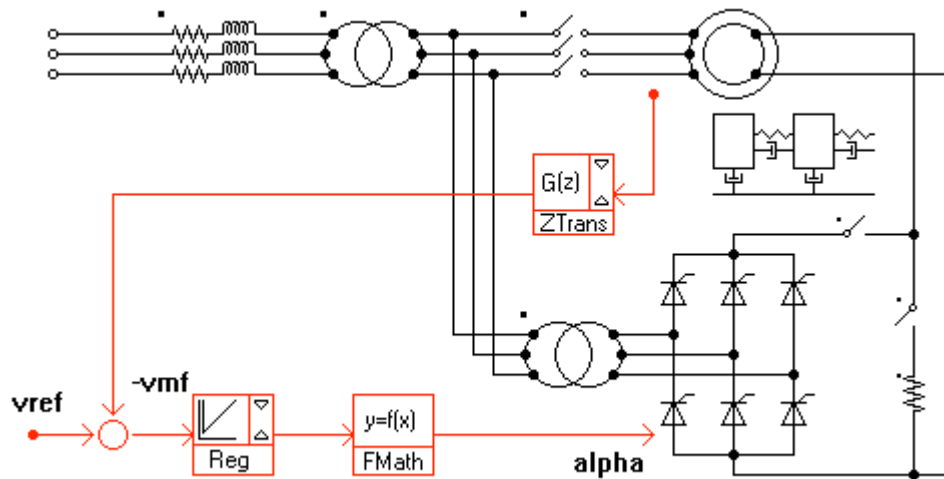 G(z)
ZTrans
-vmf
vref
Reg
y=f(x)
FMath
alpha